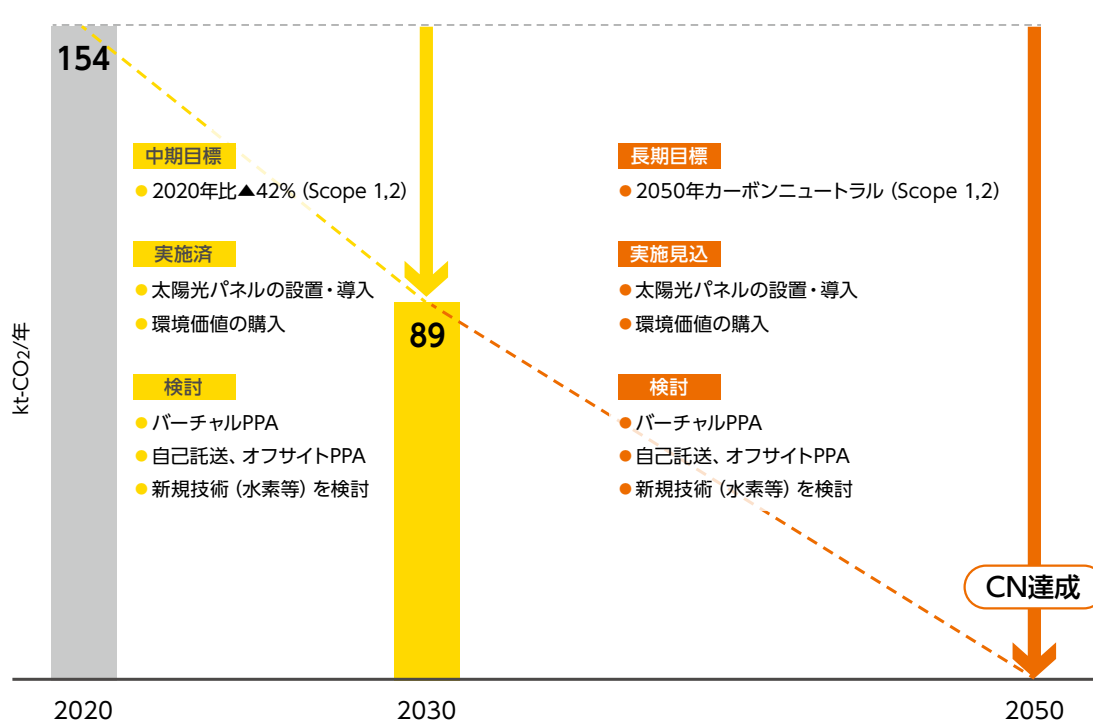 154
中期目標
● 2020年比▲42% (Scope 1,2)
実施済
● 太陽光パネルの設置・導入
● 環境価値の購入
検討
● バーチャルPPA
● 自己託送、オフサイトPPA
● 新規技術 (水素等) を検討
89
長期目標
● 2050年カーボンニュートラル (Scope 1,2)
実施見込
● 太陽光パネルの設置・導入
● 環境価値の購入
検討
● バーチャルPPA
● 自己託送、オフサイトPPA
● 新規技術 (水素等) を検討
CN達成
kt-CO2/年
2020
2030
2050